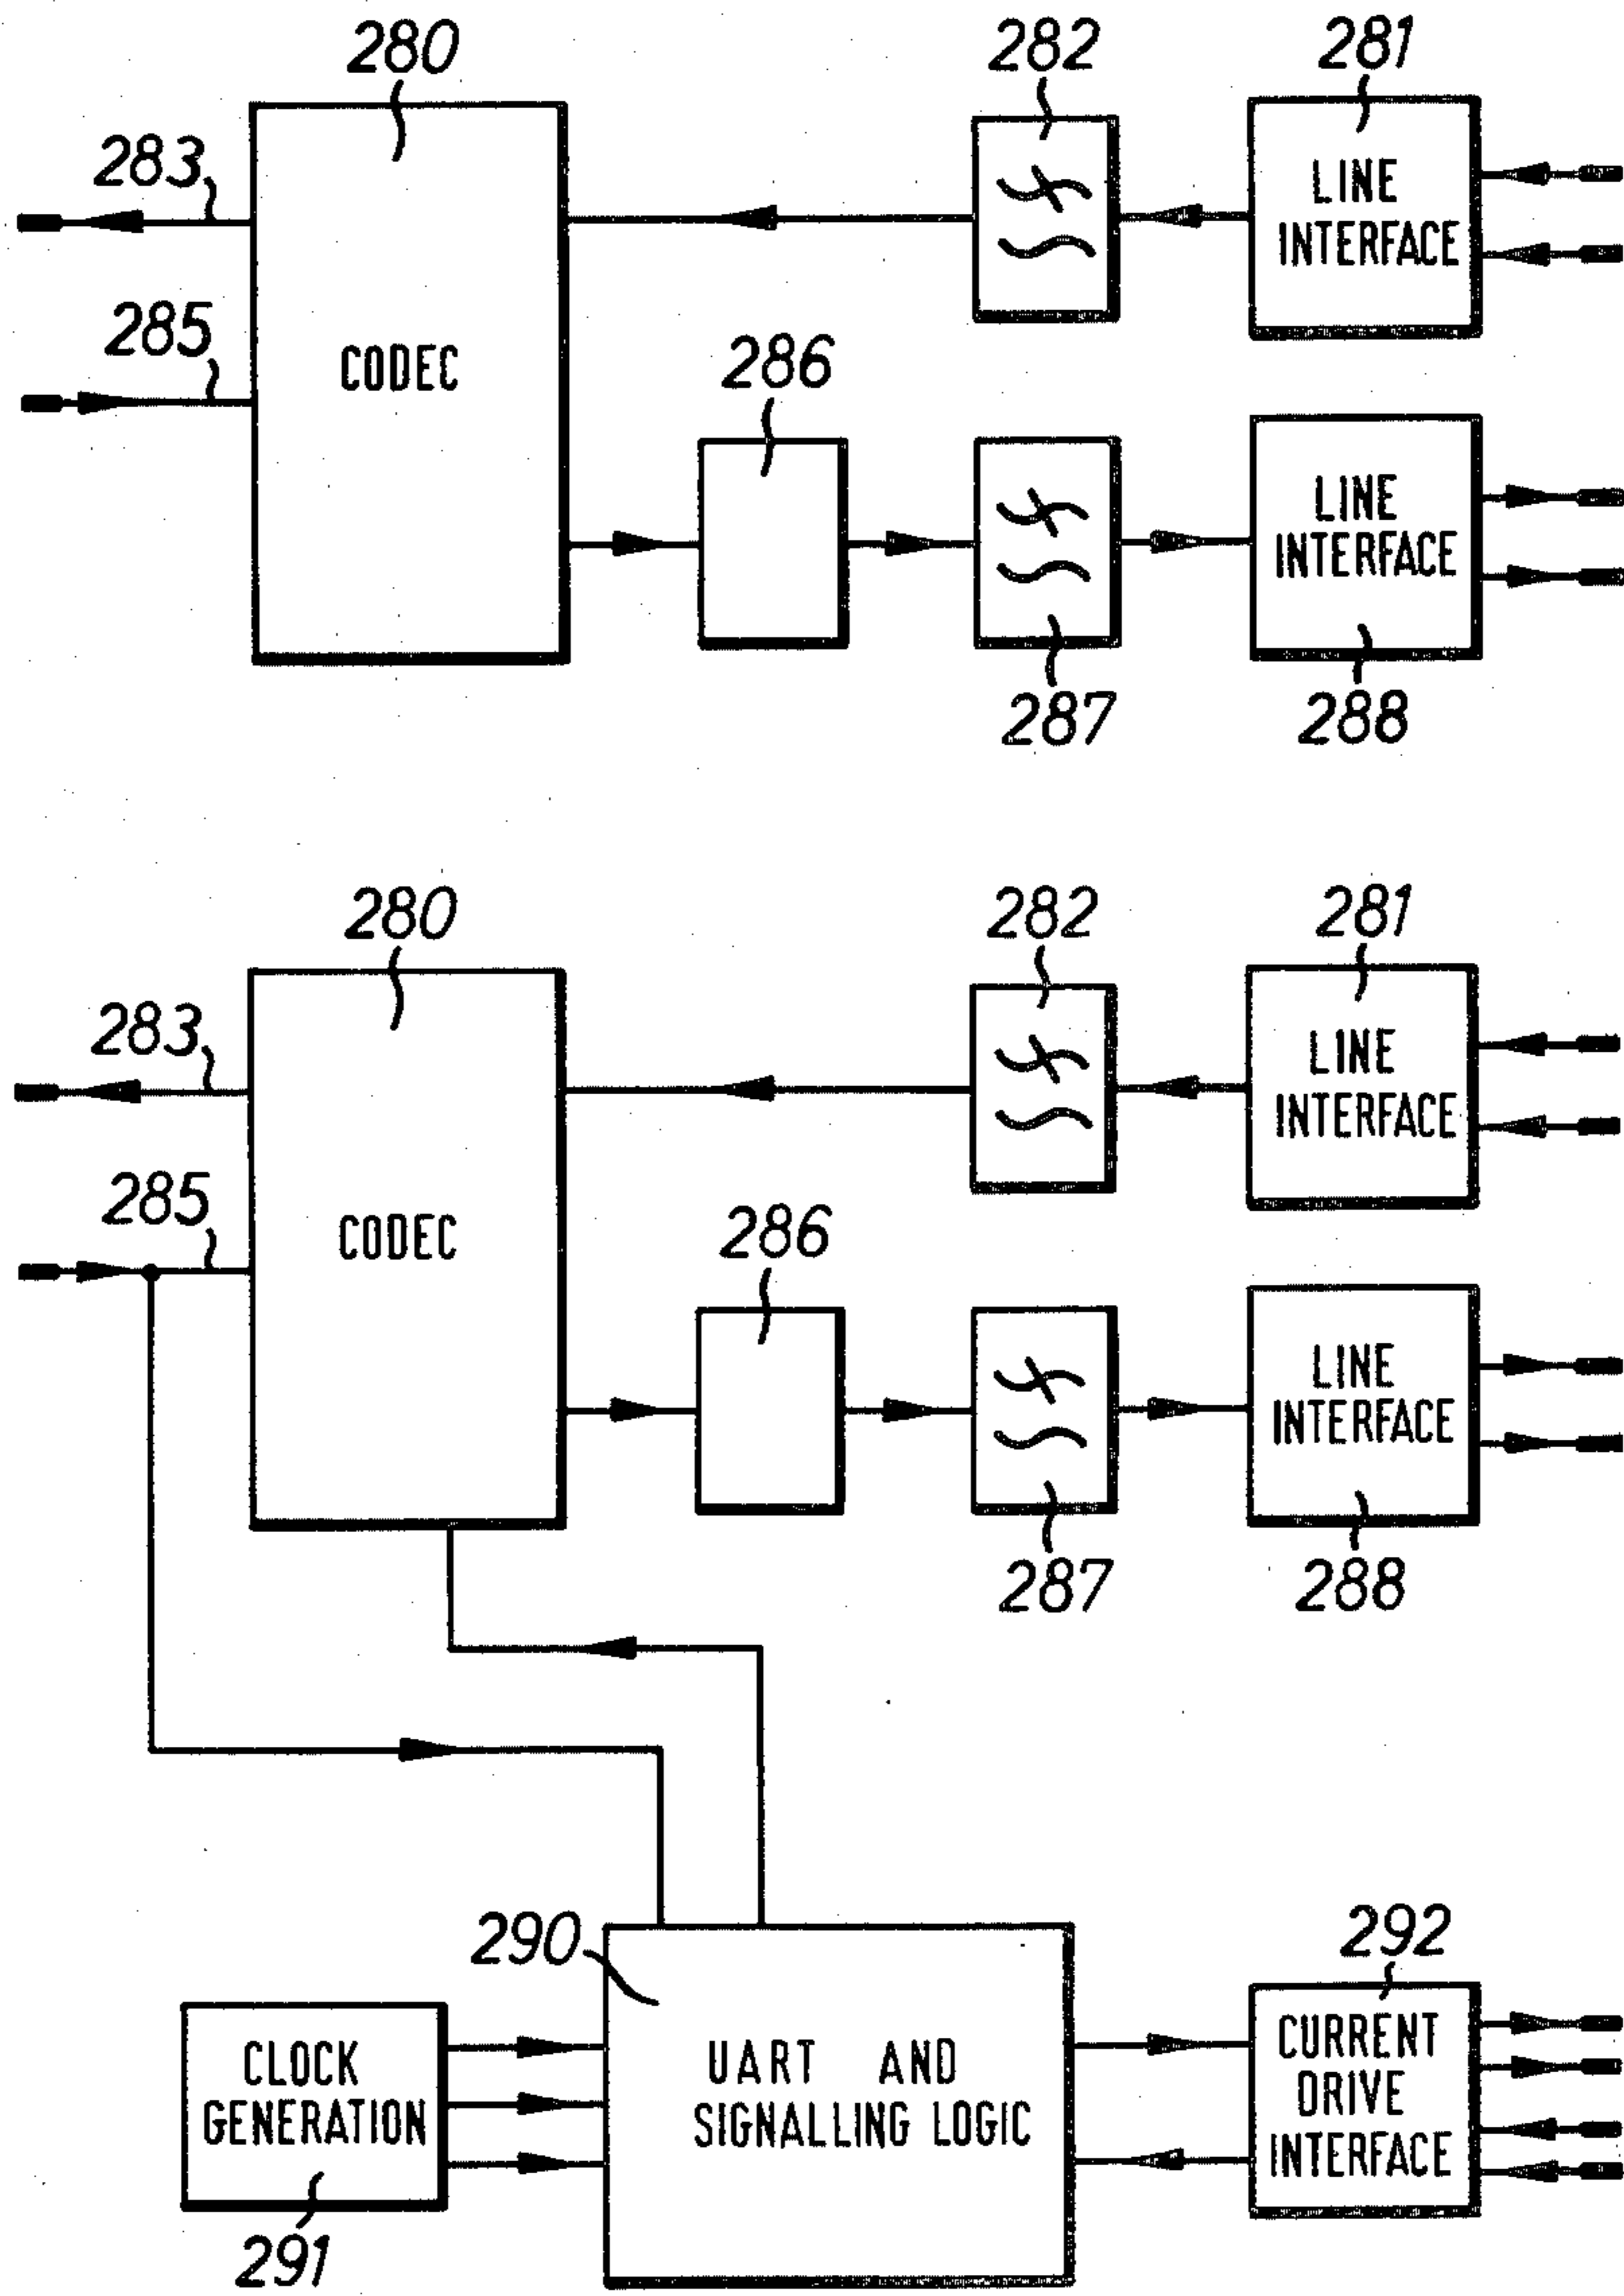 280
282
281
283
LINE
INTERFACE
285
CODEC
286
LINE
INTERFACE
287
288
280
282
281
283
LINE
INTERFACE
285
CODEC
286
LINE
INTERFACE
287
288
290
292
CLOCK
GENERATION
UART AND
SIGNALLING LOGIC
CURRENT
DRIVE
INTERFACE
291